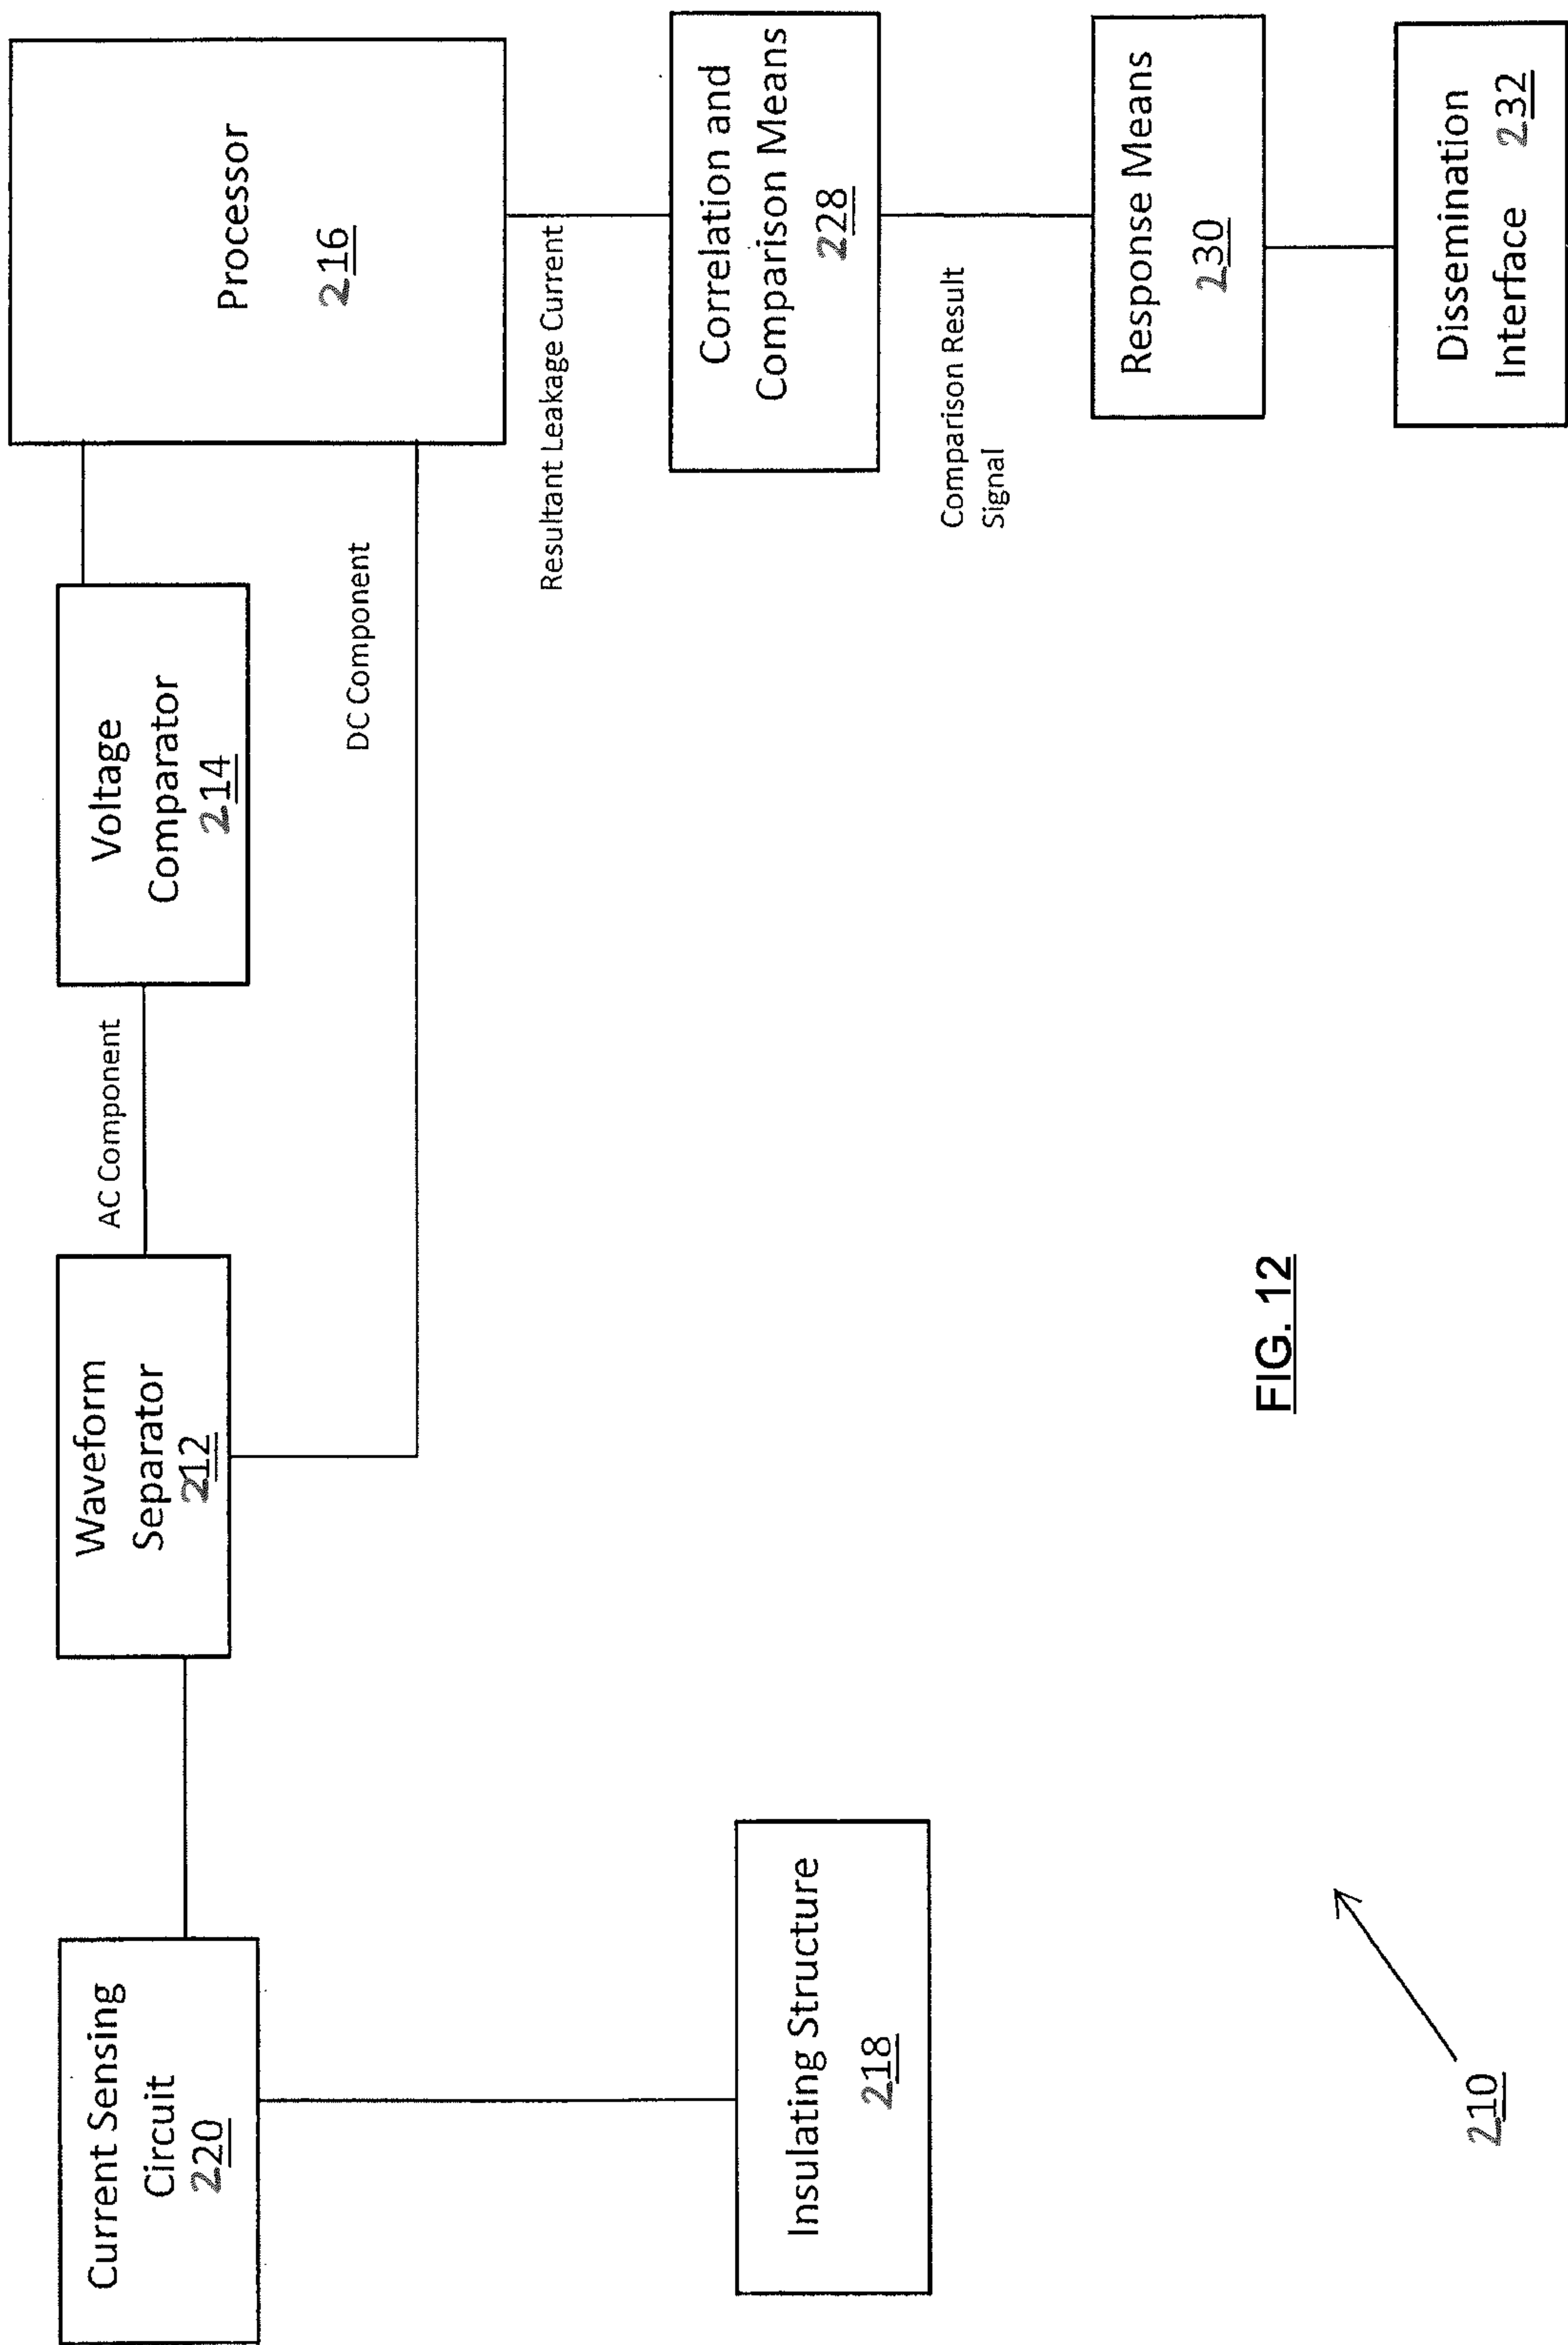 Current Sensing
Circuit
220
Waveform
Separator
212
AC Component
Voltage
Comparator
214
Processor
216
DC Component
Resultant Leakage Current
Insulating Structure
218
Correlation and
Comparison Means
228
Comparison Result
Signal
Response Means
230
Dissemination
Interface 232
210
FIG. 12